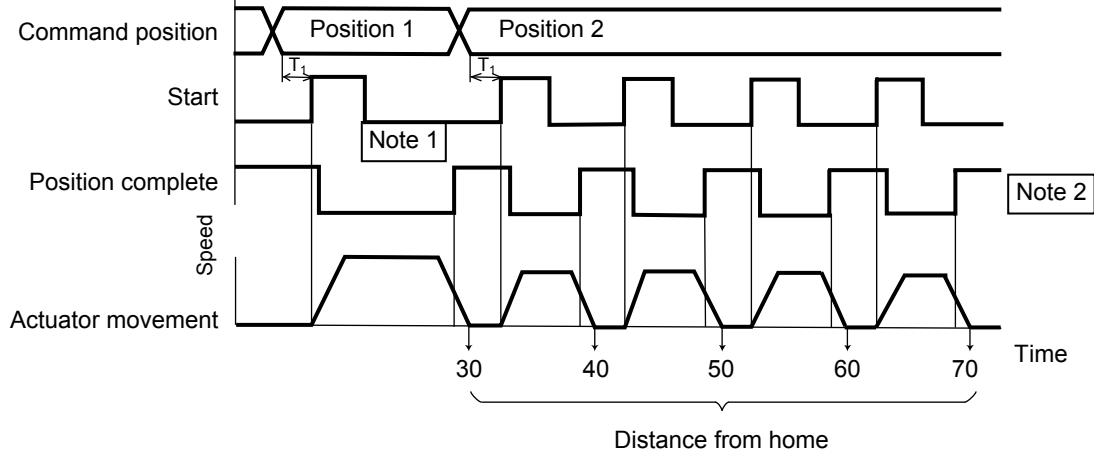 Command position
Position 1
Position 2
T₁
T₁
Start
Note 1
Position complete
Note 2
Speed
Actuator movement
Time
30 40 50 60 70
Distance from home